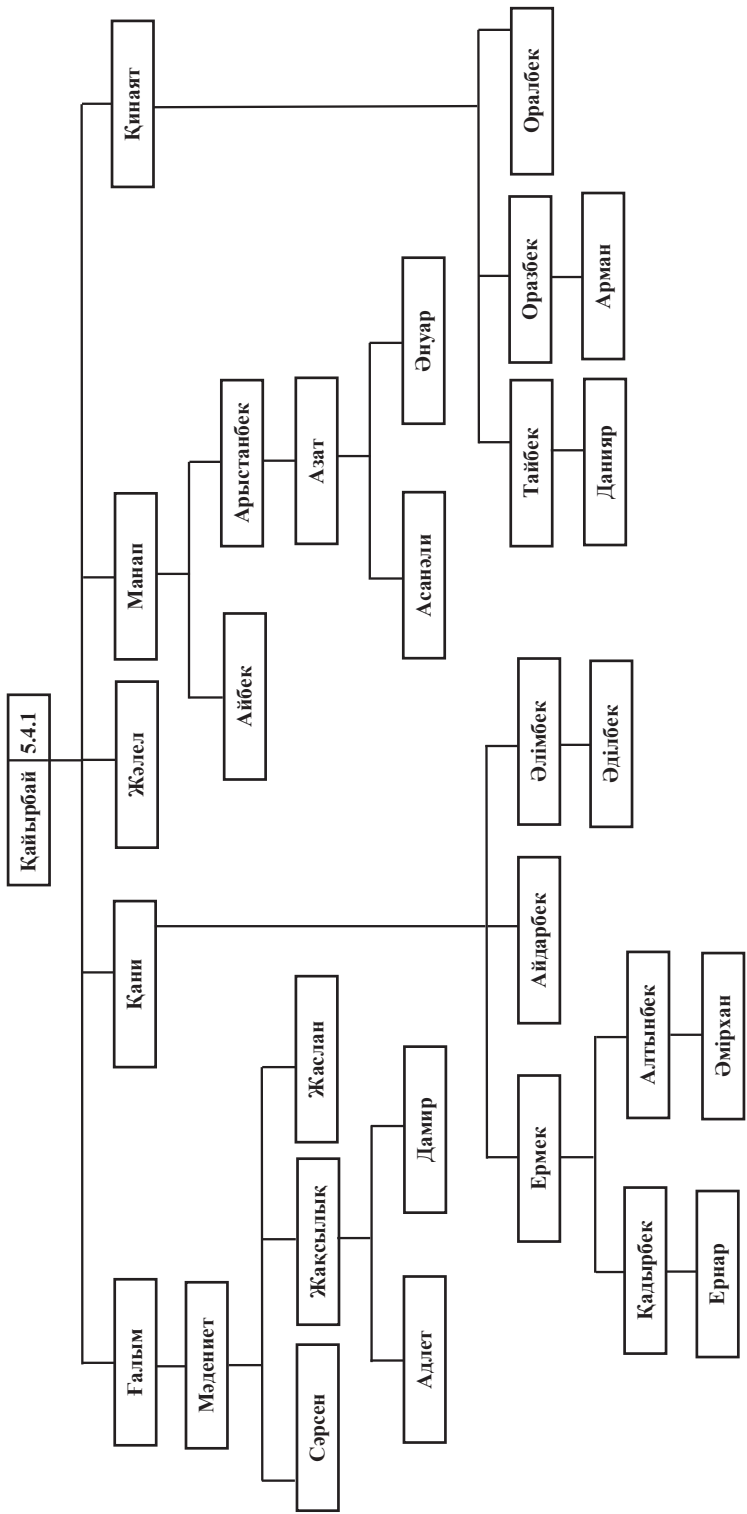 Қайырбай 5.4.1
Ғалым
Қани
Жәлел
Манап
Қинаят
Мәдениет
Айбек
Арыстанбек
Сәрсен
Жақсылық
Жаслан
Азат
Адлет
Дамир
Асанәли
Әнуар
Ермек
Айдарбек
Әлімбек
Тайбек
Оразбек
Оралбек
Қадырбек
Алтынбек
Әділбек
Данияр
Арман
Ернар
Әмірхан